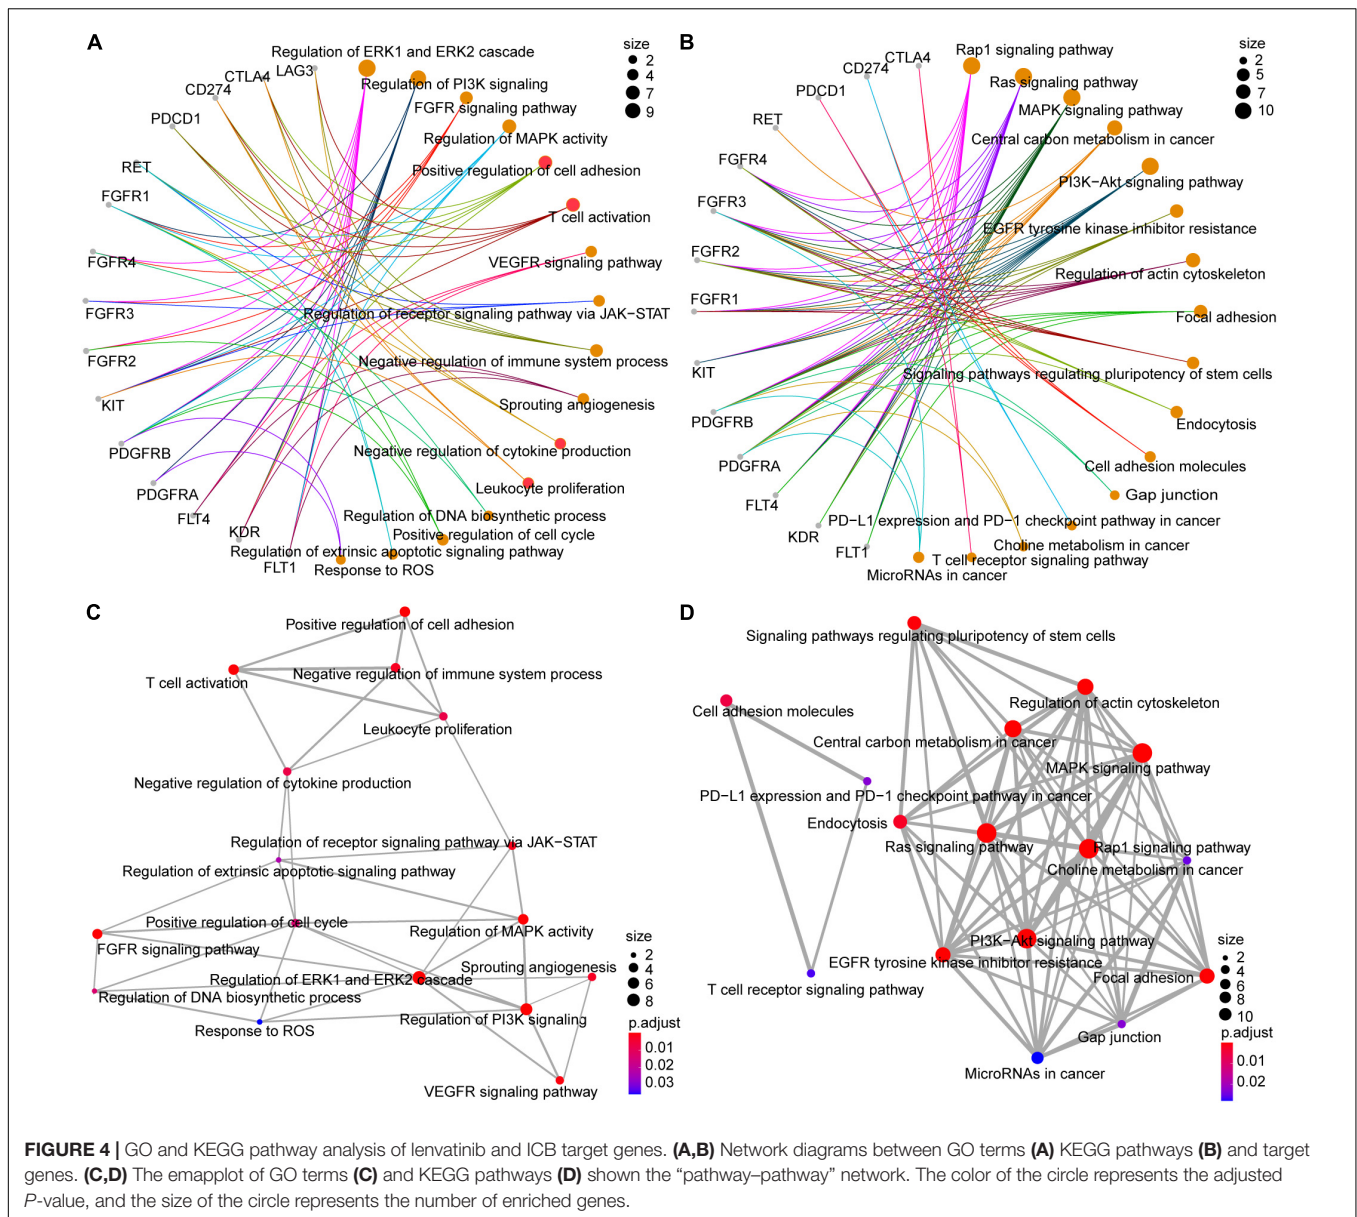 A
Regulation of ERK1 and ERK2 cascade
size
2
4
7
9
LAG3
CTLA4
CD274
PDCD1
RET
FGFR1
FGFR4
FGFR3
FGFR2
KIT
PDGFRB
PDGFRA
FLT4
KDR
FLT1
Regulation of PI3K signaling
FGFR signaling pathway
Regulation of MAPK activity
Positive regulation of cell adhesion
T cell activation
VEGFR signaling pathway
Regulation of receptor signaling pathway via JAK−STAT
Negative regulation of immune system process
Sprouting angiogenesis
Negative regulation of cytokine production
Leukocyte proliferation
Regulation of DNA biosynthetic process
Positive regulation of cell cycle
Regulation of extrinsic apoptotic signaling pathway
Response to ROS
B
Rap1 signaling pathway
size
2
5
7
10
CTLA4
CD274
PDCD1
RET
FGFR4
FGFR3
FGFR2
FGFR1
KIT
PDGFRB
PDGFRA
FLT4
KDR
FLT1
Ras signaling pathway
MAPK signaling pathway
Central carbon metabolism in cancer
PI3K−Akt signaling pathway
EGFR tyrosine kinase inhibitor resistance
Regulation of actin cytoskeleton
Focal adhesion
Signaling pathways regulating pluripotency of stem cells
Endocytosis
Cell adhesion molecules
Gap junction
PD−L1 expression and PD−1 checkpoint pathway in cancer
Choline metabolism in cancer
T cell receptor signaling pathway
MicroRNAs in cancer
C
Positive regulation of cell adhesion
Negative regulation of immune system process
T cell activation
Leukocyte proliferation
Negative regulation of cytokine production
Regulation of receptor signaling pathway via JAK−STAT
Regulation of extrinsic apoptotic signaling pathway
Positive regulation of cell cycle
Regulation of MAPK activity
FGFR signaling pathway
Sprouting angiogenesis
Regulation of ERK1 and ERK2 cascade
Regulation of DNA biosynthetic process
Regulation of PI3K signaling
Response to ROS
VEGFR signaling pathway
size
2
4
6
8
p.adjust
0.01
0.02
0.03
D
Signaling pathways regulating pluripotency of stem cells
Regulation of actin cytoskeleton
Cell adhesion molecules
Central carbon metabolism in cancer
MAPK signaling pathway
PD−L1 expression and PD−1 checkpoint pathway in cancer
Endocytosis
Ras signaling pathway
Rap1 signaling pathway
Choline metabolism in cancer
PI3K−Akt signaling pathway
EGFR tyrosine kinase inhibitor resistance
Focal adhesion
T cell receptor signaling pathway
Gap junction
MicroRNAs in cancer
size
2
4
6
8
10
p.adjust
0.01
0.02
FIGURE 4 | GO and KEGG pathway analysis of lenvatinib and ICB target genes. (A,B) Network diagrams between GO terms (A) KEGG pathways (B) and target
genes. (C,D) The emapplot of GO terms (C) and KEGG pathways (D) shown the “pathway–pathway” network. The color of the circle represents the adjusted
P-value, and the size of the circle represents the number of enriched genes.